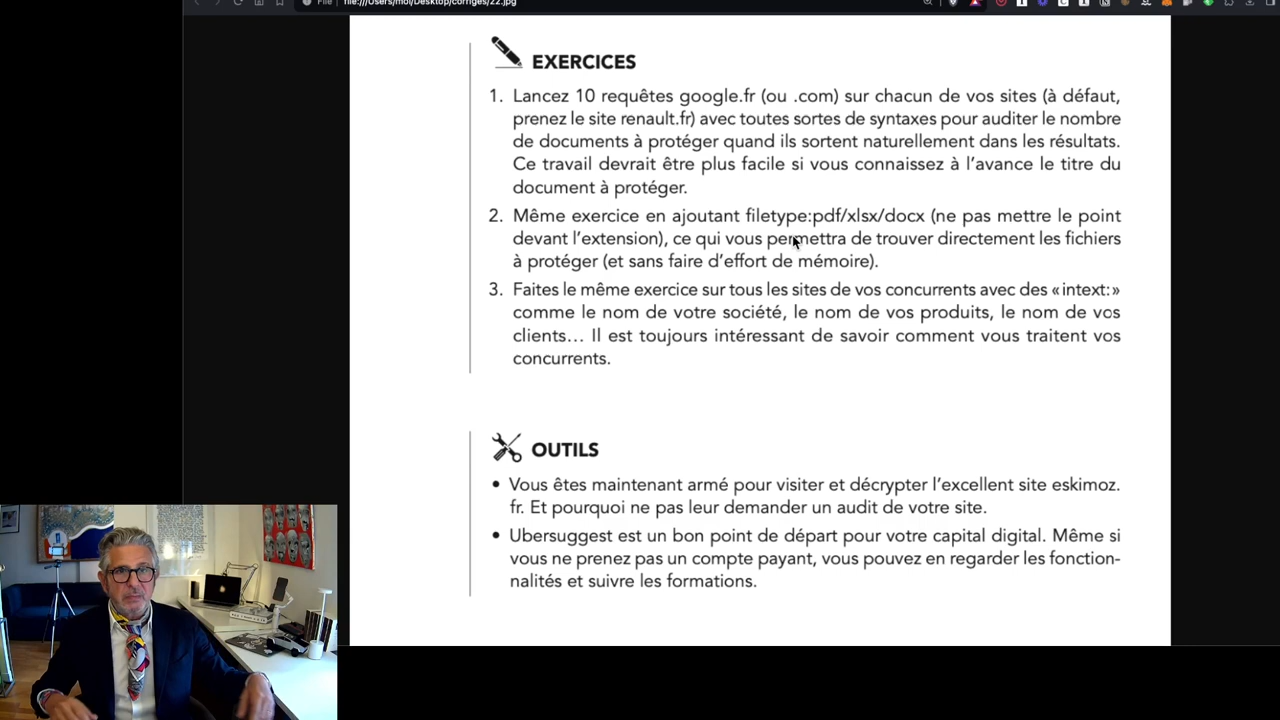 File
file:///Users/moi/Desktop/corriges/22.jpg
EXERCICES
1. Lancez 10 requêtes google.fr (ou .com) sur chacun de vos sites (à défaut,
prenez le site renault.fr) avec toutes sortes de syntaxes pour auditer le nombre
de documents à protéger quand ils sortent naturellement dans les résultats.
Ce travail devrait être plus facile si vous connaissez à l’avance le titre du
document à protéger.
2. Même exercice en ajoutant filetype:pdf/xlsx/docx (ne pas mettre le point
devant l’extension), ce qui vous permettra de trouver directement les fichiers
à protéger (et sans faire d’effort de mémoire).
3. Faites le même exercice sur tous les sites de vos concurrents avec des «intext:»
comme le nom de votre société, le nom de vos produits, le nom de vos
clients… Il est toujours intéressant de savoir comment vous traitent vos
concurrents.
OUTILS
• Vous êtes maintenant armé pour visiter et décrypter l’excellent site eskimoz.
fr. Et pourquoi ne pas leur demander un audit de votre site.
• Ubersuggest est un bon point de départ pour votre capital digital. Même si
vous ne prenez pas un compte payant, vous pouvez en regarder les fonction-
nalités et suivre les formations.